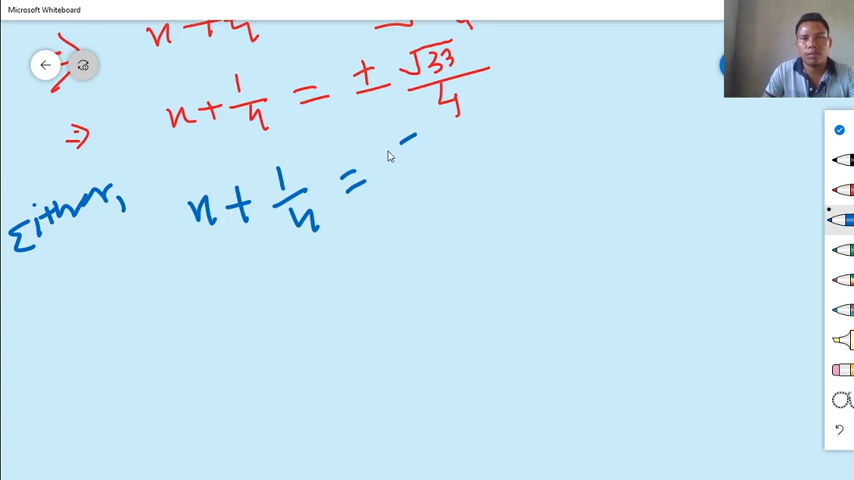 Microsoft Whiteboard
x + 1/x = ± √33/4
Either, x + 1/x =